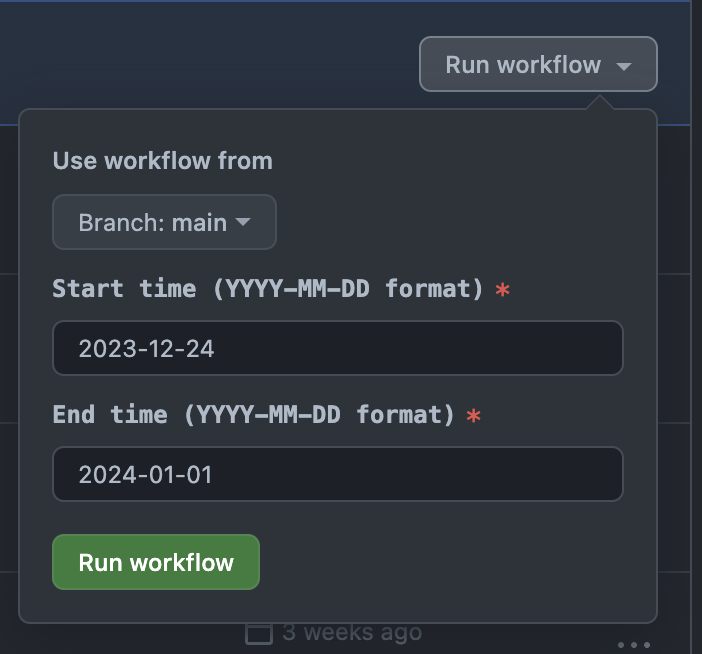 Run workflow
Use workflow from
Branch: main
Start time (YYYY-MM-DD format) *
2023-12-24
End time (YYYY-MM-DD format) *
2024-01-01
Run workflow
3 weeks ago